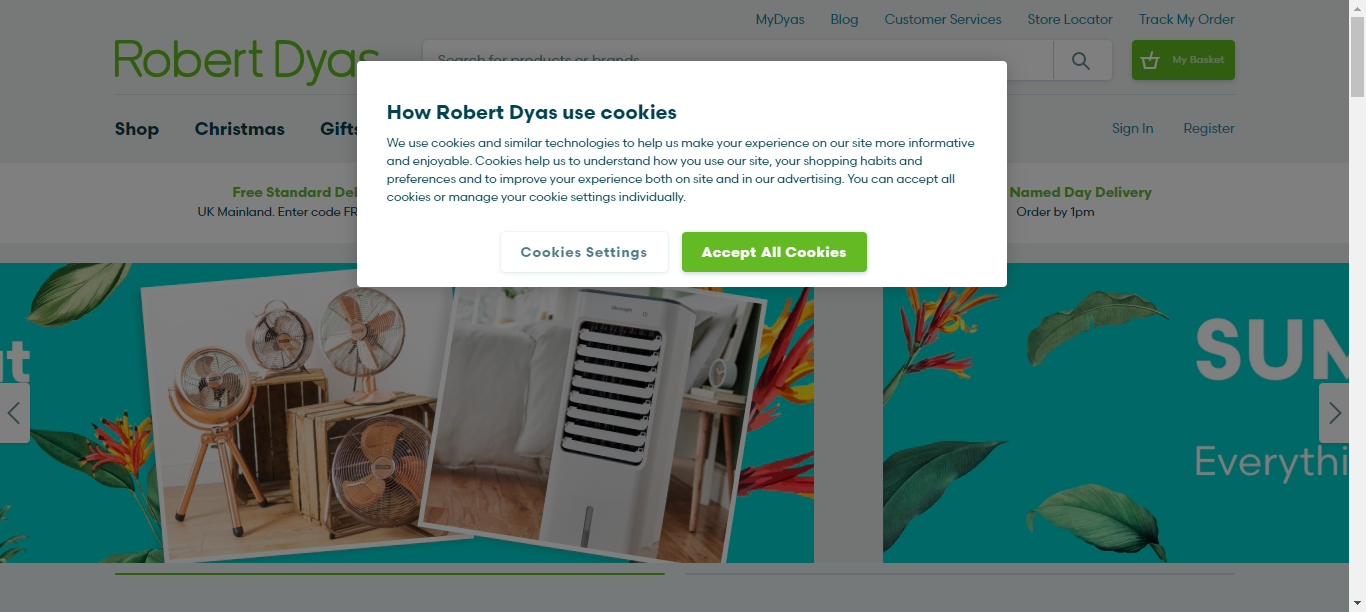 MyDyas Blog Customer Services Store Locator Track My Order
Robert Dyas
Search for products or brands
My Basket
Shop Christmas Gifts
Sign In Register
How Robert Dyas use cookies
We use cookies and similar technologies to help us make your experience on our site more informative
and enjoyable. Cookies help us to understand how you use our site, your shopping habits and
preferences and to improve your experience both on site and in our advertising. You can accept all
cookies or manage your cookie settings individually.
Cookies Settings Accept All Cookies
Free Standard Del
UK Mainland. Enter code FR
Named Day Delivery
Order by 1pm
SUM
Everythi